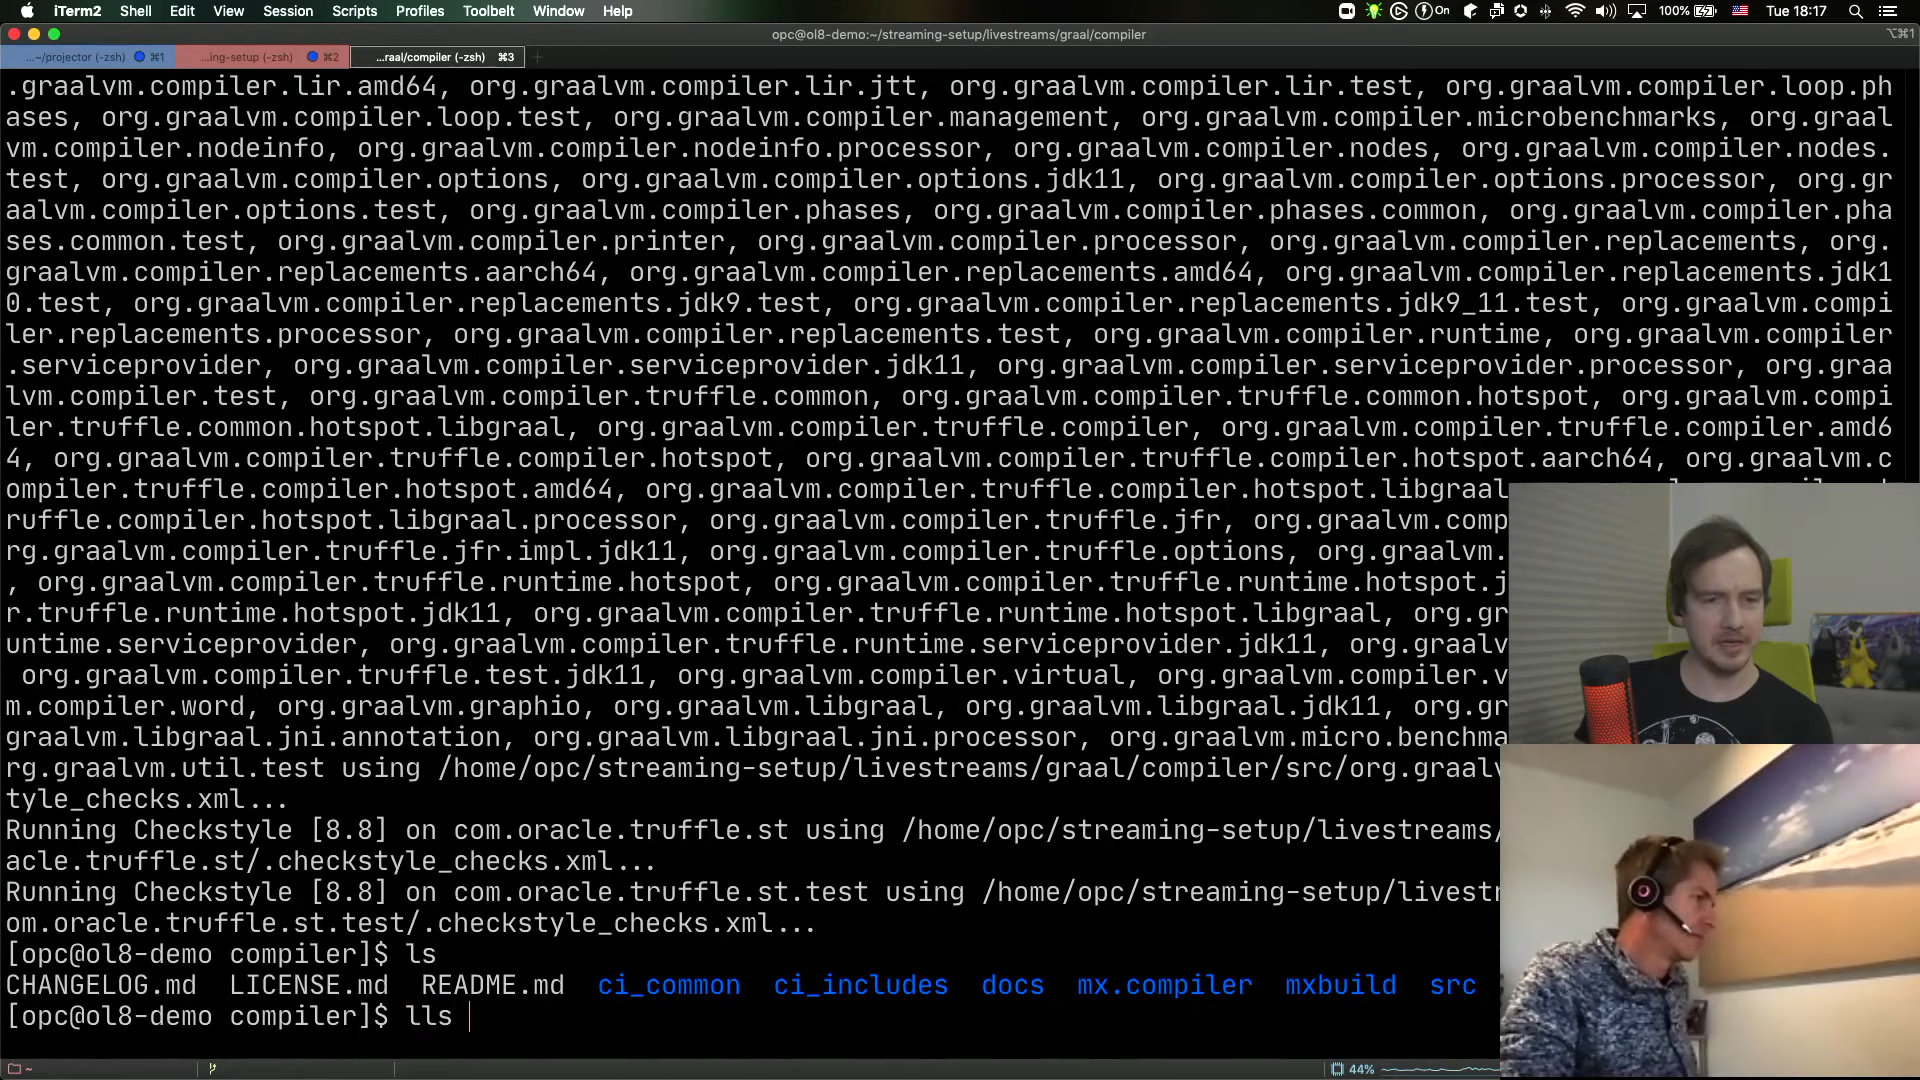 iTerm2 Shell Edit View Session Scripts Profiles Toolbelt Window Help On 100% Tue 18:17
opc@ol8-demo:~/streaming-setup/livestreams/graal/compiler ⌥⌘1
...~/projector (-zsh) ⌘1 ...ing-setup (-zsh) ⌘2 ...raal/compiler (-zsh) ⌘3 +
.graalvm.compiler.lir.amd64, org.graalvm.compiler.lir.jtt, org.graalvm.compiler.lir.test, org.graalvm.compiler.loop.ph
ases, org.graalvm.compiler.loop.test, org.graalvm.compiler.management, org.graalvm.compiler.microbenchmarks, org.graal
vm.compiler.nodeinfo, org.graalvm.compiler.nodeinfo.processor, org.graalvm.compiler.nodes, org.graalvm.compiler.nodes.
test, org.graalvm.compiler.options, org.graalvm.compiler.options.jdk11, org.graalvm.compiler.options.processor, org.gr
aalvm.compiler.options.test, org.graalvm.compiler.phases, org.graalvm.compiler.phases.common, org.graalvm.compiler.pha
ses.common.test, org.graalvm.compiler.printer, org.graalvm.compiler.processor, org.graalvm.compiler.replacements, org.
graalvm.compiler.replacements.aarch64, org.graalvm.compiler.replacements.amd64, org.graalvm.compiler.replacements.jdk1
0.test, org.graalvm.compiler.replacements.jdk9.test, org.graalvm.compiler.replacements.jdk9_11.test, org.graalvm.compi
ler.replacements.processor, org.graalvm.compiler.replacements.test, org.graalvm.compiler.runtime, org.graalvm.compiler
.serviceprovider, org.graalvm.compiler.serviceprovider.jdk11, org.graalvm.compiler.serviceprovider.processor, org.graa
lvm.compiler.test, org.graalvm.compiler.truffle.common, org.graalvm.compiler.truffle.common.hotspot, org.graalvm.compi
ler.truffle.common.hotspot.libgraal, org.graalvm.compiler.truffle.compiler, org.graalvm.compiler.truffle.compiler.amd6
4, org.graalvm.compiler.truffle.compiler.hotspot, org.graalvm.compiler.truffle.compiler.hotspot.aarch64, org.graalvm.c
ompiler.truffle.compiler.hotspot.amd64, org.graalvm.compiler.truffle.compiler.hotspot.libgraal
ruffle.compiler.hotspot.libgraal.processor, org.graalvm.compiler.truffle.jfr, org.graalvm.comp
rg.graalvm.compiler.truffle.jfr.impl.jdk11, org.graalvm.compiler.truffle.options, org.graalvm.
, org.graalvm.compiler.truffle.runtime.hotspot, org.graalvm.compiler.truffle.runtime.hotspot.j
r.truffle.runtime.hotspot.jdk11, org.graalvm.compiler.truffle.runtime.hotspot.libgraal, org.gr
untime.serviceprovider, org.graalvm.compiler.truffle.runtime.serviceprovider.jdk11, org.graalv
org.graalvm.compiler.truffle.test.jdk11, org.graalvm.compiler.virtual, org.graalvm.compiler.v
m.compiler.word, org.graalvm.graphio, org.graalvm.libgraal, org.graalvm.libgraal.jdk11, org.gr
graalvm.libgraal.jni.annotation, org.graalvm.libgraal.jni.processor, org.graalvm.micro.benchma
rg.graalvm.util.test using /home/opc/streaming-setup/livestreams/graal/compiler/src/org.graalv
tyle_checks.xml...
Running Checkstyle [8.8] on com.oracle.truffle.st using /home/opc/streaming-setup/livestreams/
acle.truffle.st/.checkstyle_checks.xml...
Running Checkstyle [8.8] on com.oracle.truffle.st.test using /home/opc/streaming-setup/livestr
om.oracle.truffle.st.test/.checkstyle_checks.xml...
[opc@ol8-demo compiler]$ ls
CHANGELOG.md LICENSE.md README.md ci_common ci_includes docs mx.compiler mxbuild src
[opc@ol8-demo compiler]$ lls
~ 44%